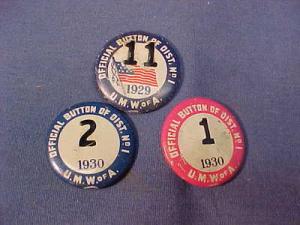 OFFICIAL BUTTON OF DIST. No. 1
11
1929
U.M.W. OF A.
OFFICIAL BUTTON OF DIST. No. 1
2
1930
U.M.W. OF A.
OFFICIAL BUTTON OF DIST. No. 1
1
1930
U.M.W. OF A.